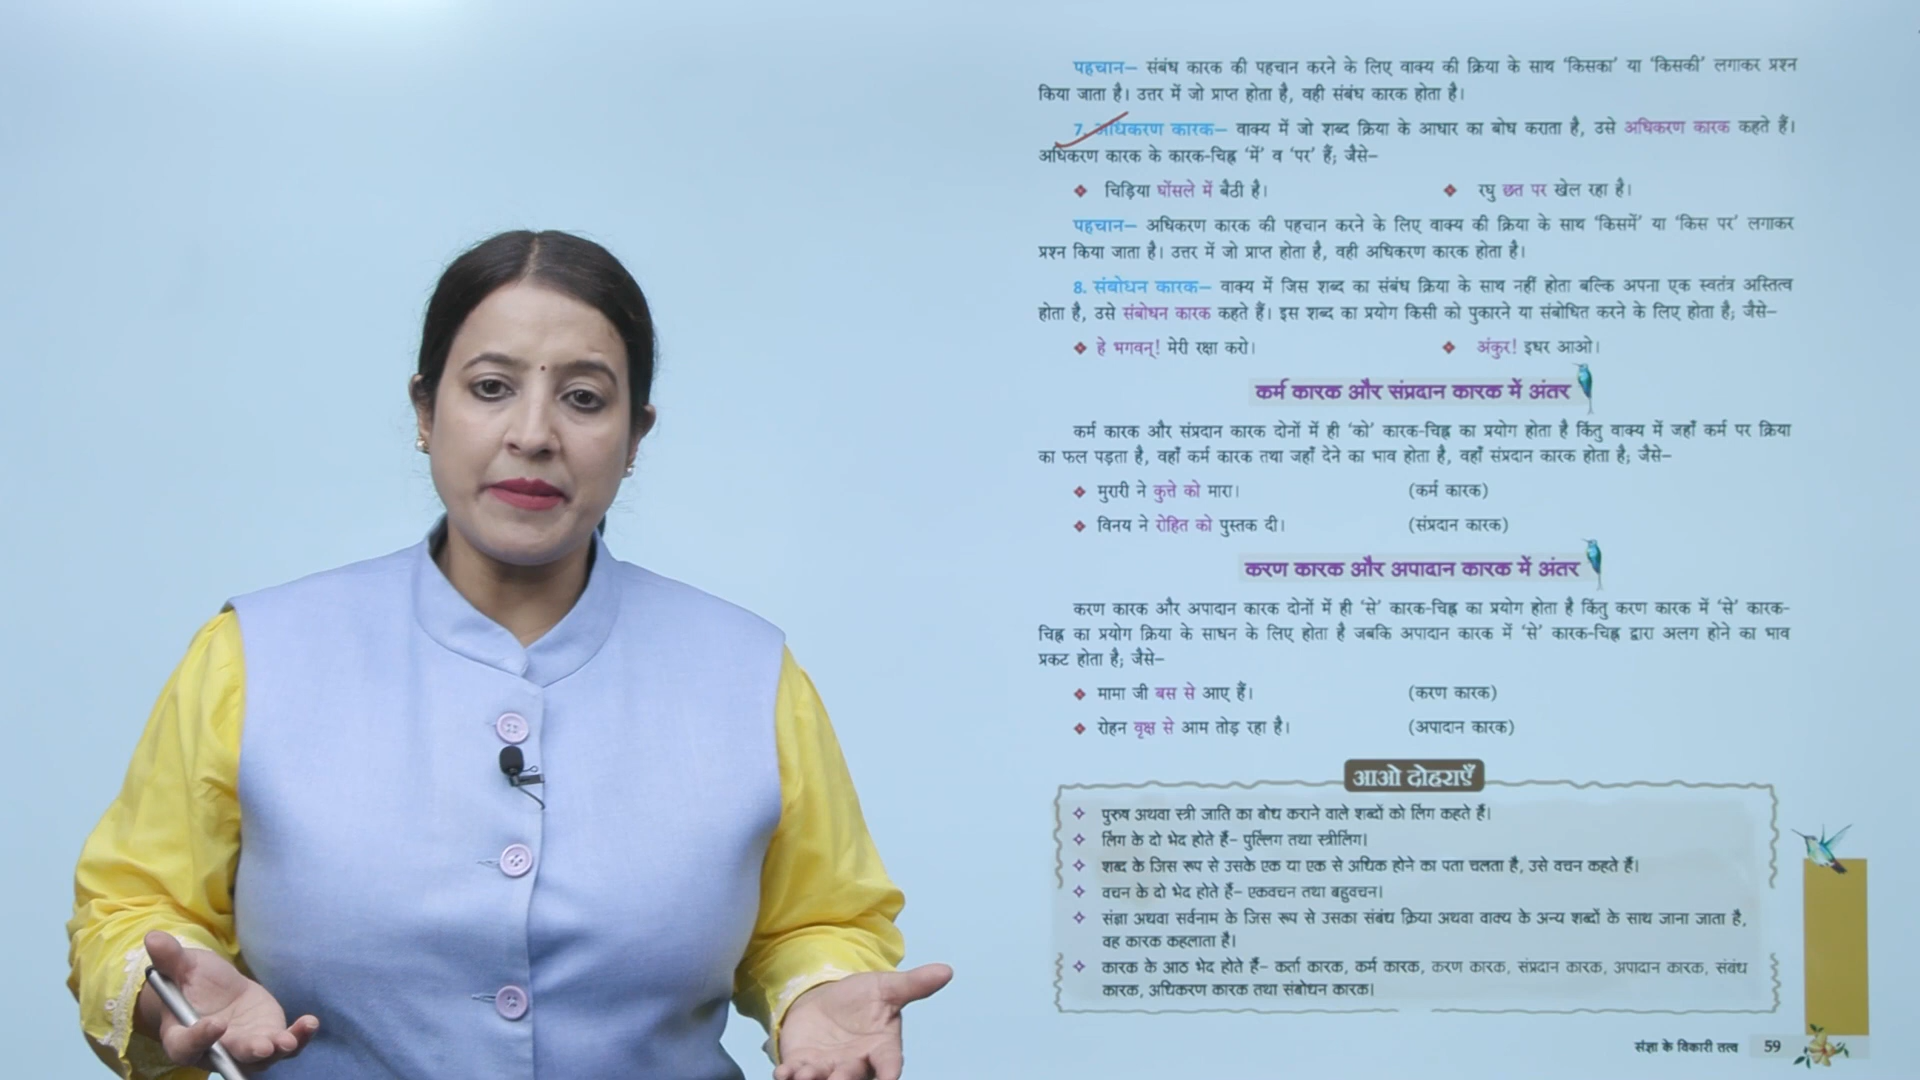 पहचान– संबंध कारक की पहचान करने के लिए वाक्य की क्रिया के साथ ‘किसका’ या ‘किसकी’ लगाकर प्रश्न
किया जाता है। उत्तर में जो प्राप्त होता है, वही संबंध कारक होता है।
7. अधिकरण कारक– वाक्य में जो शब्द क्रिया के आधार का बोध कराता है, उसे अधिकरण कारक कहते हैं।
अधिकरण कारक के कारक-चिह्न ‘में’ व ‘पर’ हैं; जैसे–
चिड़िया घोंसले में बैठी है।
रघु छत पर खेल रहा है।
पहचान– अधिकरण कारक की पहचान करने के लिए वाक्य की क्रिया के साथ ‘किसमें’ या ‘किस पर’ लगाकर
प्रश्न किया जाता है। उत्तर में जो प्राप्त होता है, वही अधिकरण कारक होता है।
8. संबोधन कारक– वाक्य में जिस शब्द का संबंध क्रिया के साथ नहीं होता बल्कि अपना एक स्वतंत्र अस्तित्व
होता है, उसे संबोधन कारक कहते हैं। इस शब्द का प्रयोग किसी को पुकारने या संबोधित करने के लिए होता है; जैसे–
हे भगवन्! मेरी रक्षा करो।
अंकुर! इधर आओ।
कर्म कारक और संप्रदान कारक में अंतर
कर्म कारक और संप्रदान कारक दोनों में ही ‘को’ कारक-चिह्न का प्रयोग होता है किंतु वाक्य में जहाँ कर्म पर क्रिया
का फल पड़ता है, वहाँ कर्म कारक तथा जहाँ देने का भाव होता है, वहाँ संप्रदान कारक होता है; जैसे–
मुरारी ने कुत्ते को मारा। (कर्म कारक)
विनय ने रोहित को पुस्तक दी। (संप्रदान कारक)
करण कारक और अपादान कारक में अंतर
करण कारक और अपादान कारक दोनों में ही ‘से’ कारक-चिह्न का प्रयोग होता है किंतु करण कारक में ‘से’ कारक-
चिह्न का प्रयोग क्रिया के साधन के लिए होता है जबकि अपादान कारक में ‘से’ कारक-चिह्न द्वारा अलग होने का भाव
प्रकट होता है; जैसे–
मामा जी बस से आए हैं। (करण कारक)
रोहन वृक्ष से आम तोड़ रहा है। (अपादान कारक)
आओ दोहराएँ
पुरुष अथवा स्त्री जाति का बोध कराने वाले शब्दों को लिंग कहते हैं।
लिंग के दो भेद होते हैं– पुल्लिंग तथा स्त्रीलिंग।
शब्द के जिस रूप से उसके एक या एक से अधिक होने का पता चलता है, उसे वचन कहते हैं।
वचन के दो भेद होते हैं– एकवचन तथा बहुवचन।
संज्ञा अथवा सर्वनाम के जिस रूप से उसका संबंध क्रिया अथवा वाक्य के अन्य शब्दों के साथ जाना जाता है,
वह कारक कहलाता है।
कारक के आठ भेद होते हैं– कर्ता कारक, कर्म कारक, करण कारक, संप्रदान कारक, अपादान कारक, संबंध
कारक, अधिकरण कारक तथा संबोधन कारक।
संज्ञा के विकारी तत्व 59